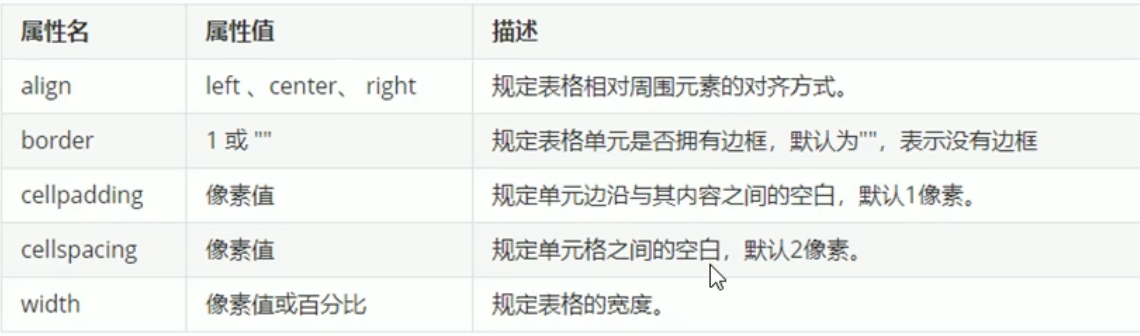 属性名 属性值 描述
align left 、center、 right 规定表格相对周围元素的对齐方式。
border 1 或 "" 规定表格单元是否拥有边框，默认为""，表示没有边框
cellpadding 像素值 规定单元边沿与其内容之间的空白，默认1像素。
cellspacing 像素值 规定单元格之间的空白，默认2像素。
width 像素值或百分比 规定表格的宽度。